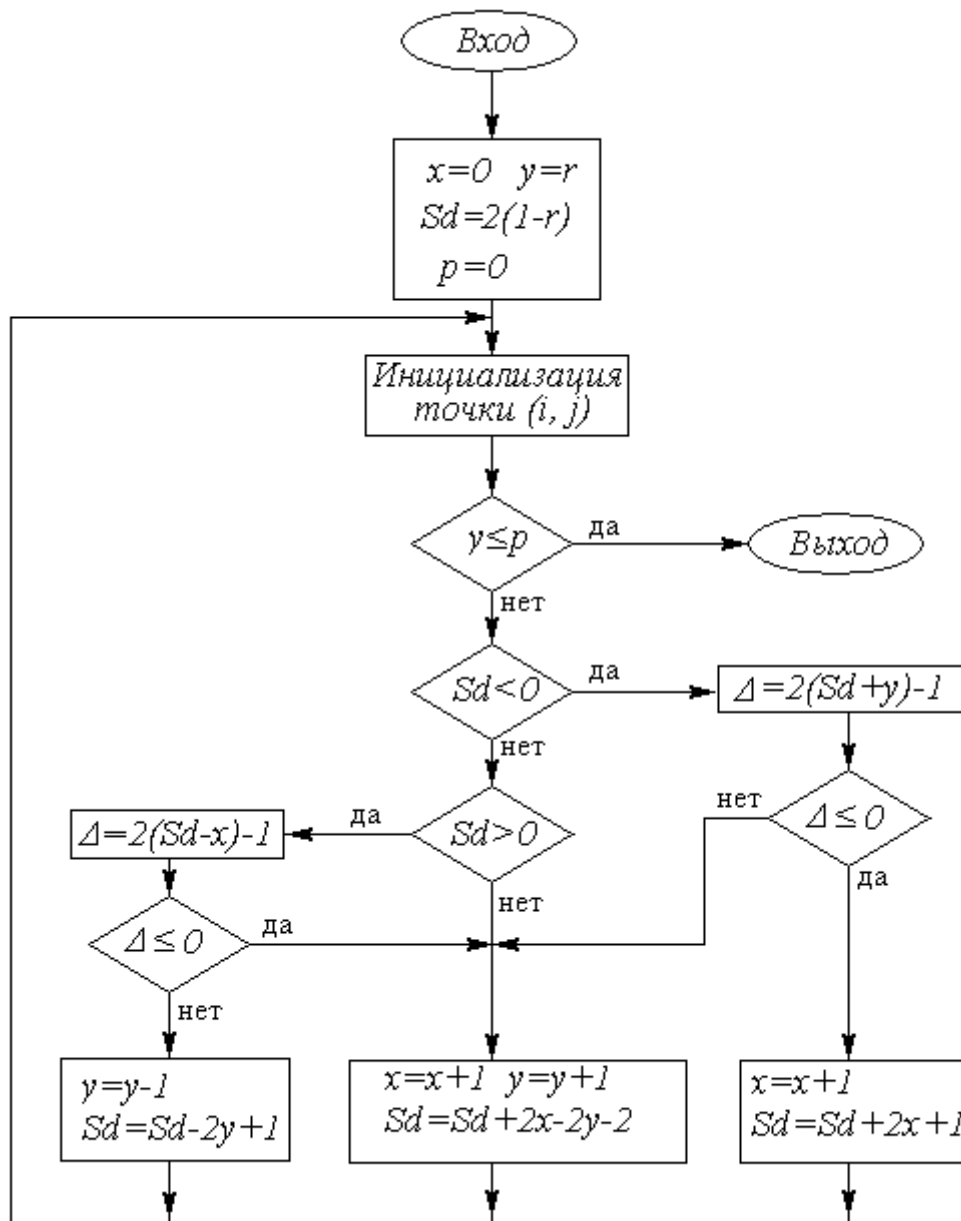 Вход
x=0 y=r
Sd=2(1-r)
p=0
Инициализация
точки (i, j)
y≤p
да
Выход
нет
Sd<0
да
Δ=2(Sd+y)-1
нет
Δ=2(Sd-x)-1
да
Sd>0
нет
Δ≤0
да
нет
Δ≤0
да
нет
y=y-1
Sd=Sd-2y+1
x=x+1 y=y+1
Sd=Sd+2x-2y-2
x=x+1
Sd=Sd+2x+1